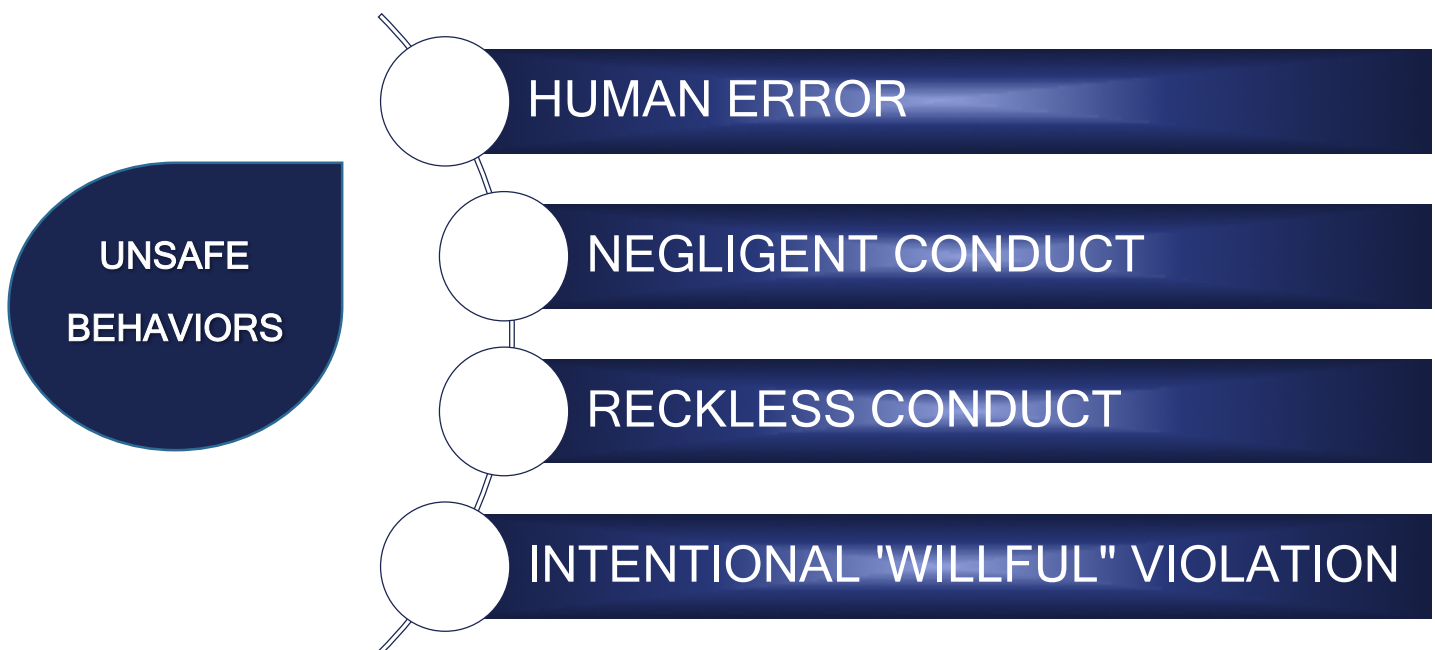 UNSAFE
BEHAVIORS
HUMAN ERROR
NEGLIGENT CONDUCT
RECKLESS CONDUCT
INTENTIONAL 'WILLFUL" VIOLATION